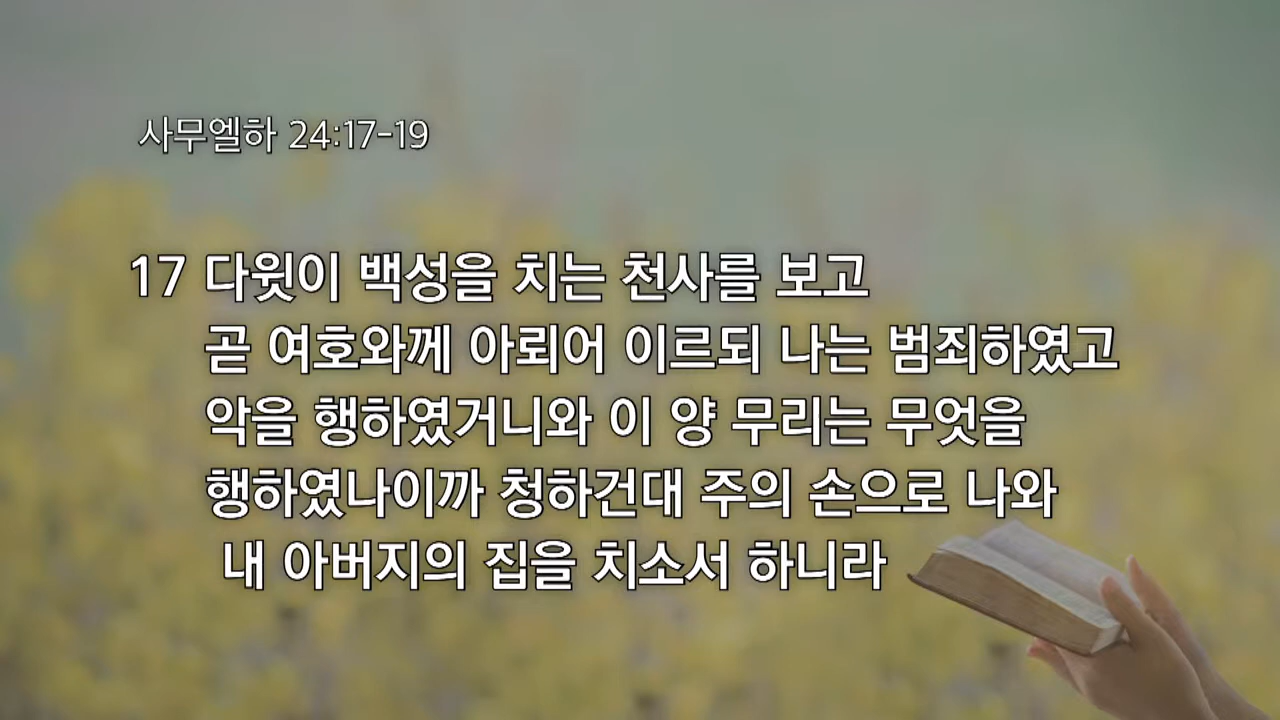 사무엘하 24:17-19
17 다윗이 백성을 치는 천사를 보고
곧 여호와께 아뢰어 이르되 나는 범죄하였고
악을 행하였거니와 이 양 무리는 무엇을
행하였나이까 청하건대 주의 손으로 나와
내 아버지의 집을 치소서 하니라